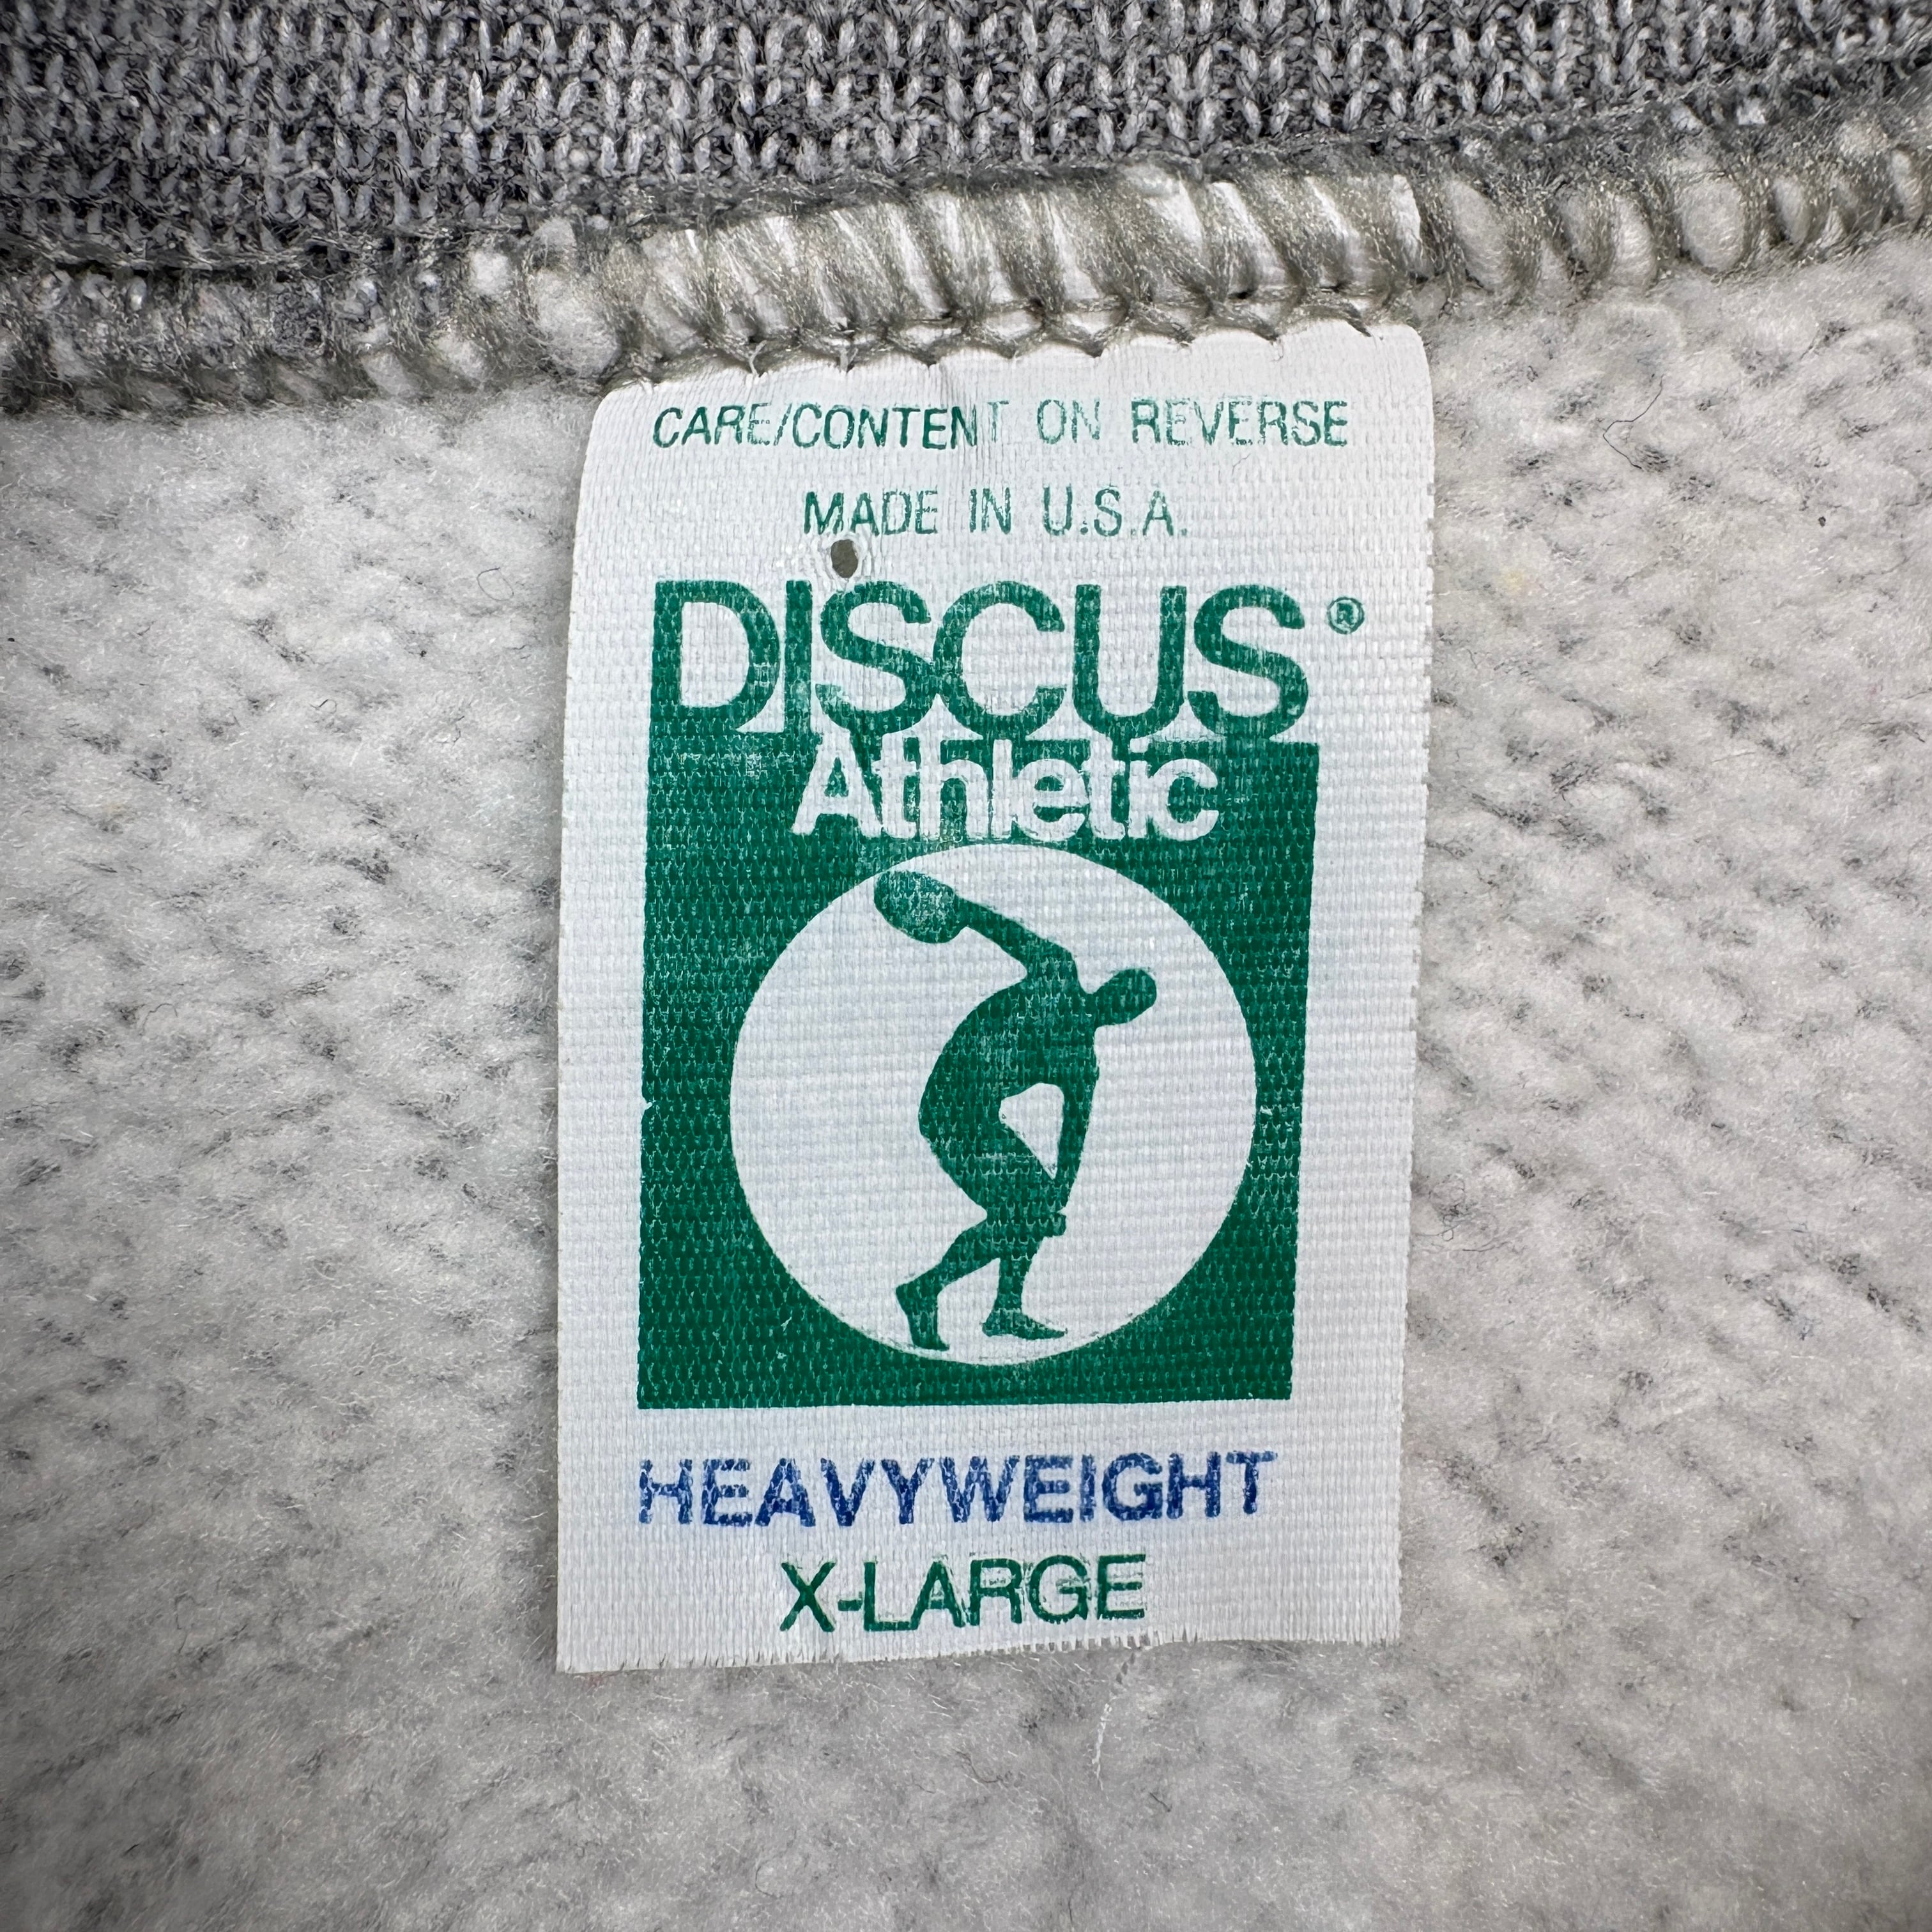 CARE/CONTENT ON REVERSE
MADE IN U.S.A.
DISCUS®
Athletic
HEAVYWEIGHT
X-LARGE